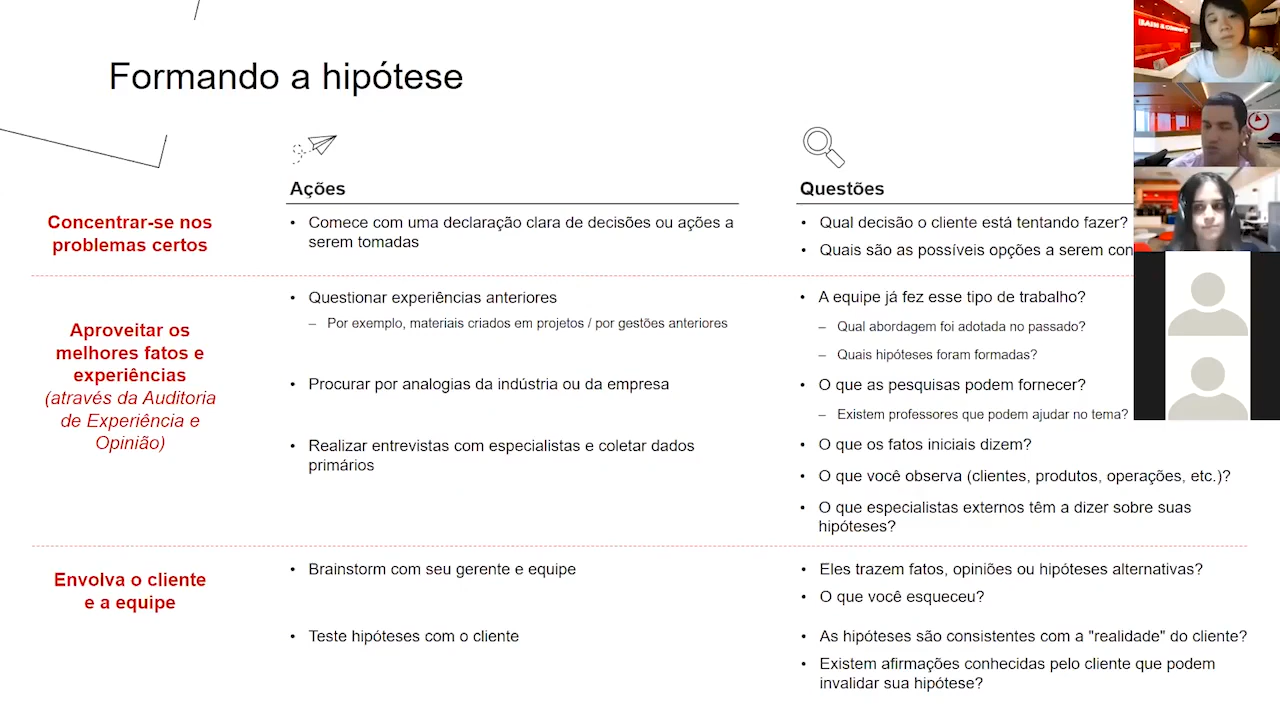 Formando a hipótese
Ações
Questões
Concentrar-se nos
problemas certos
• Comece com uma declaração clara de decisões ou ações a
serem tomadas
• Qual decisão o cliente está tentando fazer?
• Quais são as possíveis opções a serem
Aproveitar os
melhores fatos e
experiências
(através da Auditoria
de Experiência e
Opinião)
• Questionar experiências anteriores
– Por exemplo, materiais criados em projetos / por gestões anteriores
• Procurar por analogias da indústria ou da empresa
• Realizar entrevistas com especialistas e coletar dados
primários
• A equipe já fez esse tipo de trabalho?
– Qual abordagem foi adotada no passado?
– Quais hipóteses foram formadas?
• O que as pesquisas podem fornecer?
– Existem professores que podem ajudar no tema?
• O que os fatos iniciais dizem?
• O que você observa (clientes, produtos, operações, etc.)?
• O que especialistas externos têm a dizer sobre suas
hipóteses?
Envolva o cliente
e a equipe
• Brainstorm com seu gerente e equipe
• Teste hipóteses com o cliente
• Eles trazem fatos, opiniões ou hipóteses alternativas?
• O que você esqueceu?
• As hipóteses são consistentes com a "realidade" do cliente?
• Existem afirmações conhecidas pelo cliente que podem
invalidar sua hipótese?